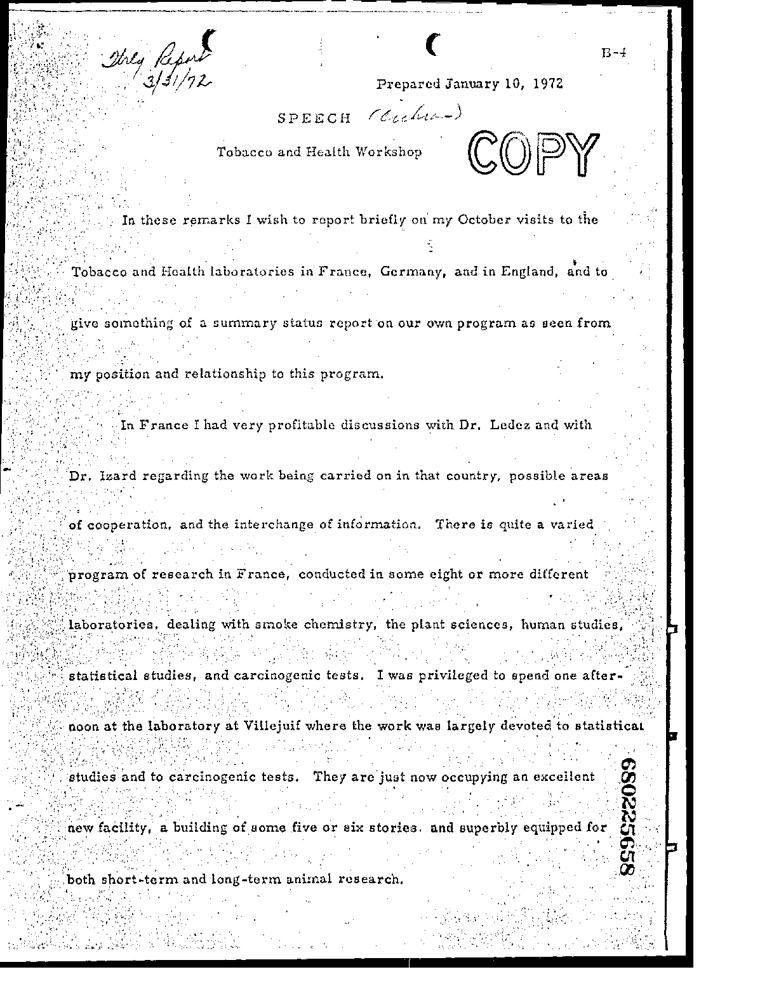 B-4
Report
3/31/72
Prepared January 10, 1972
SPEECH
Tobacco and Health Workshop
COPY
In these remarks I wish to report briefly on my October visits to the
Tobacco and Health laboratories in France, Germany, and in England, and to
give something of a summary status report on our own program as seen from
my position and relationship to this program.
In France I had very profitable discussions with Dr. Ledez and with
Dr. Izard regarding the work being carried on in that country, possible areas
of cooperation, and the interchange of information. There is quite a varied
program of research in France, conducted in some eight or more different
laboratories, dealing with smoke chemistry, the plant sciences, human studies,
statistical studies, and carcinogenic tests. I was privileged to spend one after-
noon at the laboratory at Villejuif where the work was largely devoted to statistical
studies and to carcinogenic tests. They are just now occupying an excellent
new facility, a building of some five or six stories, and superbly equipped for
both short-term and long-term animal research.
680225658